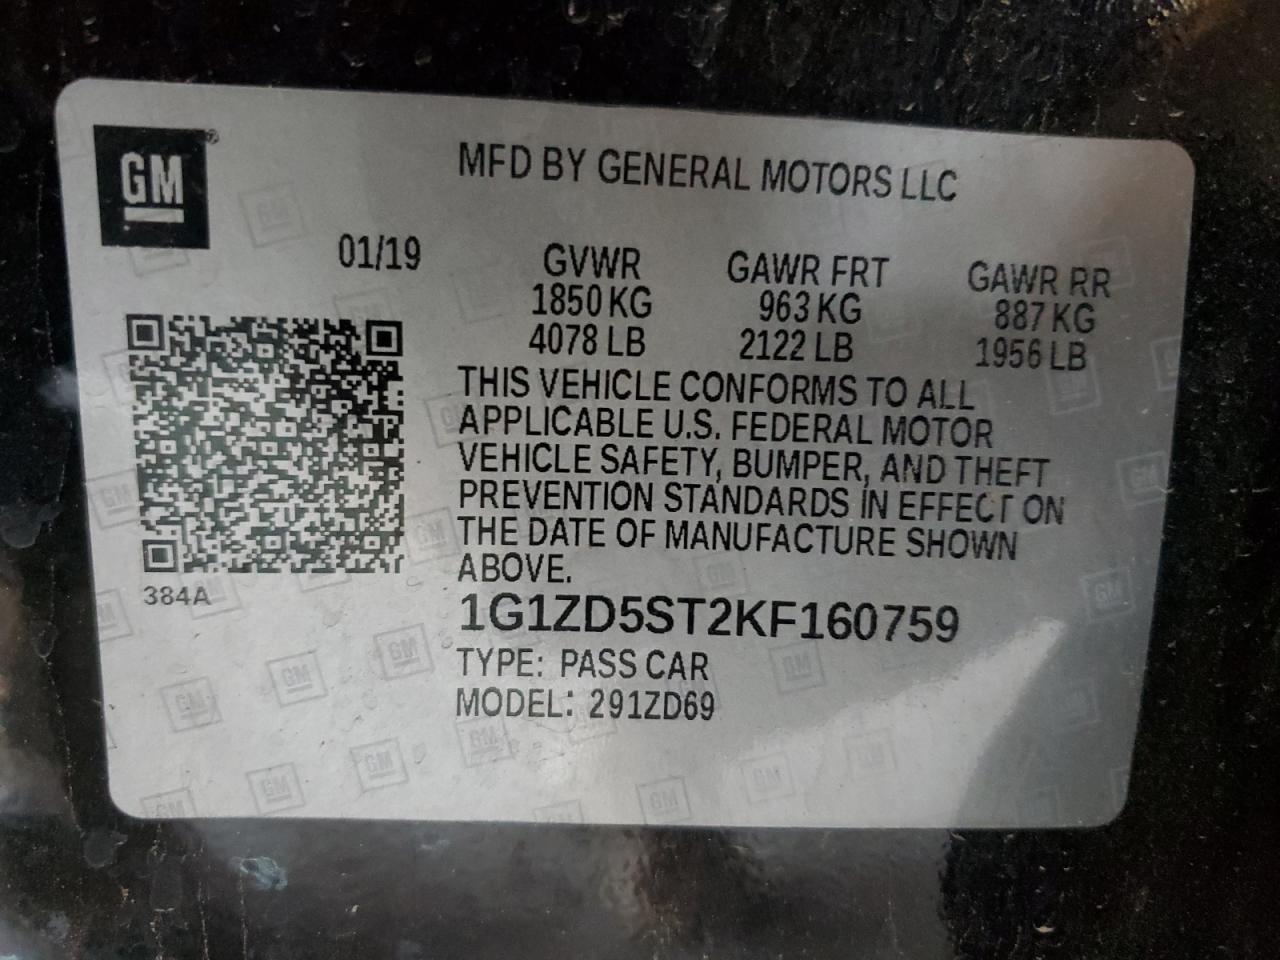 GM®
MFD BY GENERAL MOTORS LLC
01/19
GVWR GAWR FRT GAWR RR
1850 KG 963 KG 887 KG
4078 LB 2122 LB 1956 LB
THIS VEHICLE CONFORMS TO ALL
APPLICABLE U.S. FEDERAL MOTOR
VEHICLE SAFETY, BUMPER, AND THEFT
PREVENTION STANDARDS IN EFFECT ON
THE DATE OF MANUFACTURE SHOWN
ABOVE.
384A
1G1ZD5ST2KF160759
TYPE: PASS CAR
MODEL: 291ZD69